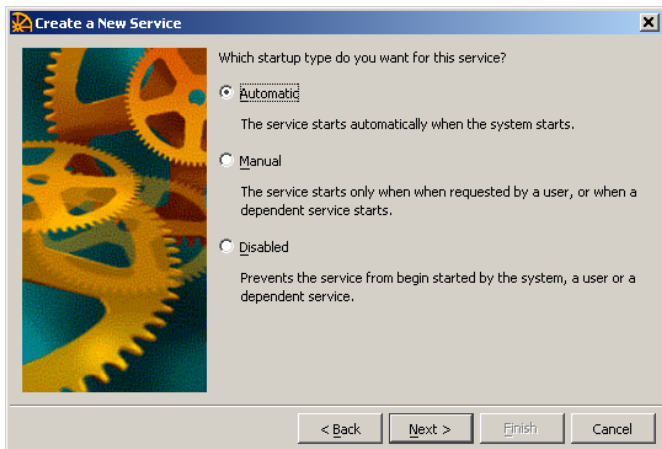 Create a New Service
Which startup type do you want for this service?
Automatic
The service starts automatically when the system starts.
Manual
The service starts only when when requested by a user, or when a
dependent service starts.
Disabled
Prevents the service from begin started by the system, a user or a
dependent service.
< Back
Next >
Finish
Cancel